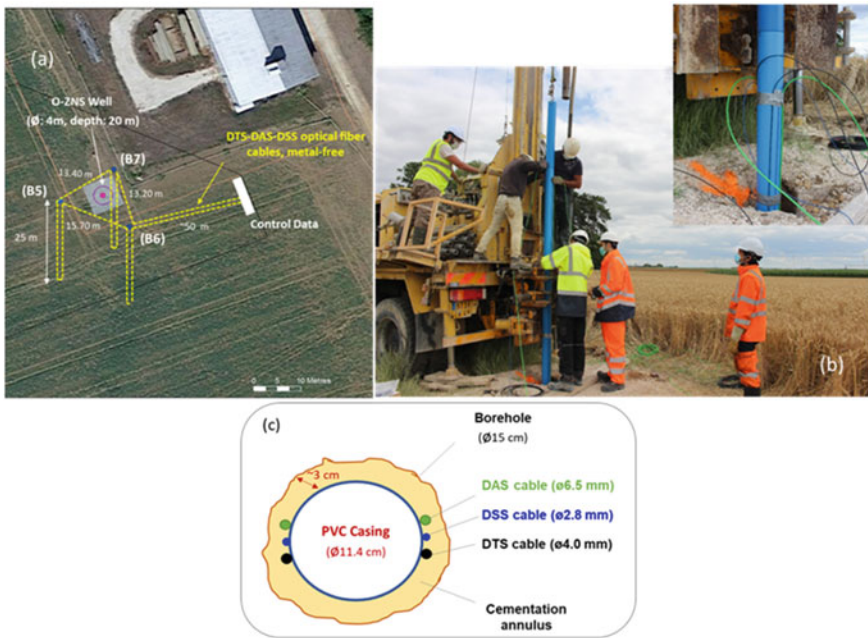 (a)
O-ZNS Well
(Ø: 4m, depth: 20 m)
DTS-DAS-DSS optical fiber
cables, metal-free
(B7)
13.40 m
(B5)
13.20 m
15.70 m
(B6)
~50 m
Control Data
25 m
0 5 10 Metres
(b)
(c)
Borehole
(Ø15 cm)
~3 cm
DAS cable (ø6.5 mm)
DSS cable (ø2.8 mm)
PVC Casing
(Ø11.4 cm)
DTS cable (ø4.0 mm)
Cementation
annulus